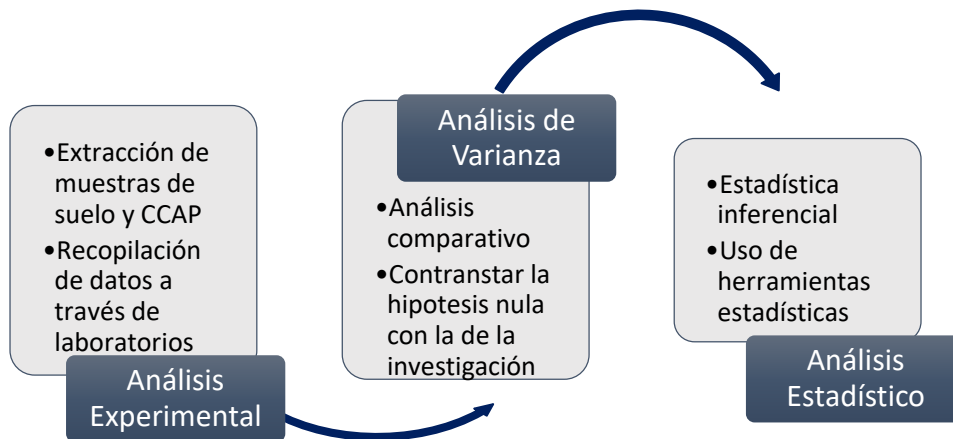 •Extracción de
muestras de
suelo y CCAP
•Recopilación
de datos a
través de
laboratorios
Análisis
Experimental
Análisis de
Varianza
•Análisis
comparativo
•Contranstar la
hipotesis nula
con la de la
investigación
•Estadística
inferencial
•Uso de
herramientas
estadísticas
Análisis
Estadístico